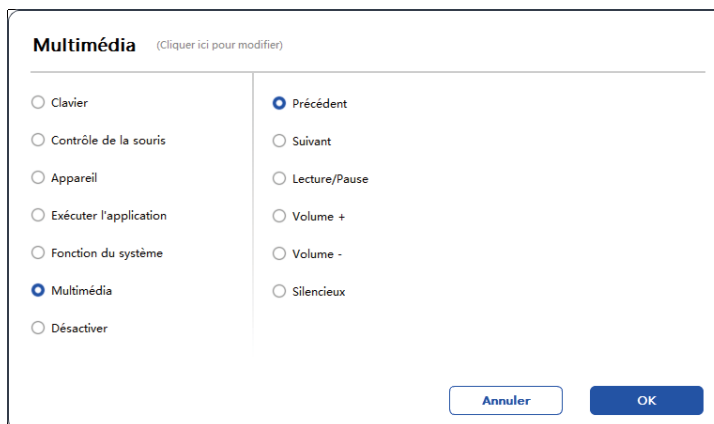 Multimédia (Cliquer ici pour modifier)
Clavier
Contrôle de la souris
Appareil
Exécuter l'application
Fonction du système
Multimédia
Désactiver
Précédent
Suivant
Lecture/Pause
Volume +
Volume -
Silencieux
Annuler OK